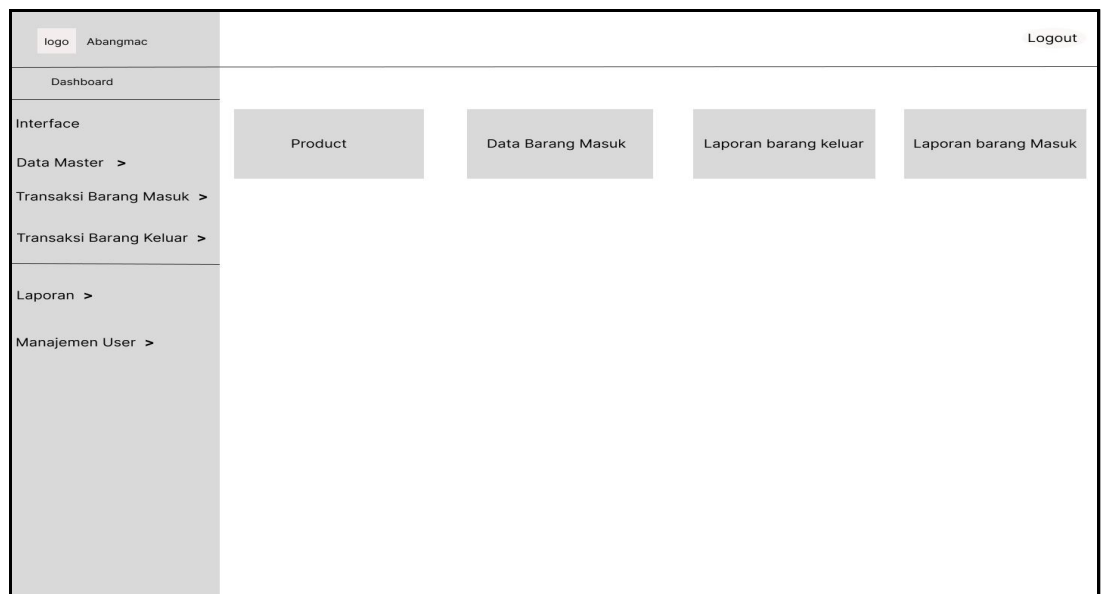 logo Abangmac
Logout
Dashboard
Interface
Data Master >
Transaksi Barang Masuk >
Transaksi Barang Keluar >
Laporan >
Manajemen User >
Product
Data Barang Masuk
Laporan barang keluar
Laporan barang Masuk